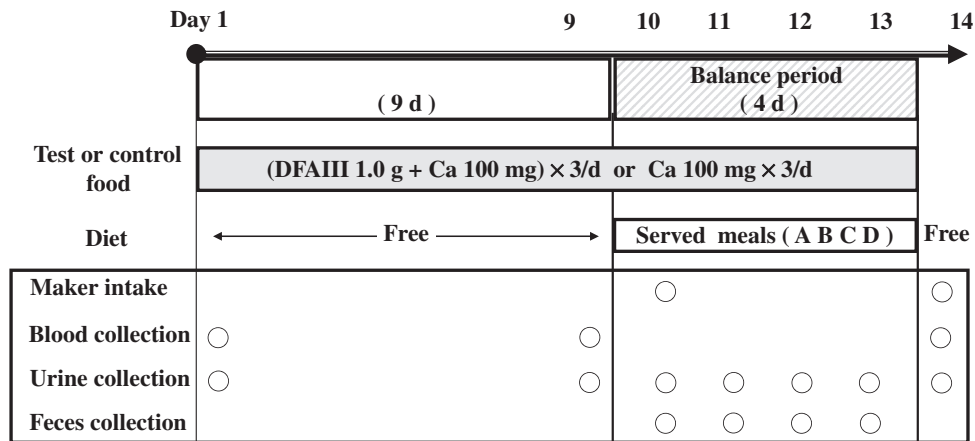 Day 1 9 10 11 12 13 14
Balance period
( 9 d ) ( 4 d )
Test or control
food
(DFAIII 1.0 g + Ca 100 mg) × 3/d or Ca 100 mg × 3/d
Diet Free Served meals ( A B C D ) Free
Maker intake
Blood collection
Urine collection
Feces collection